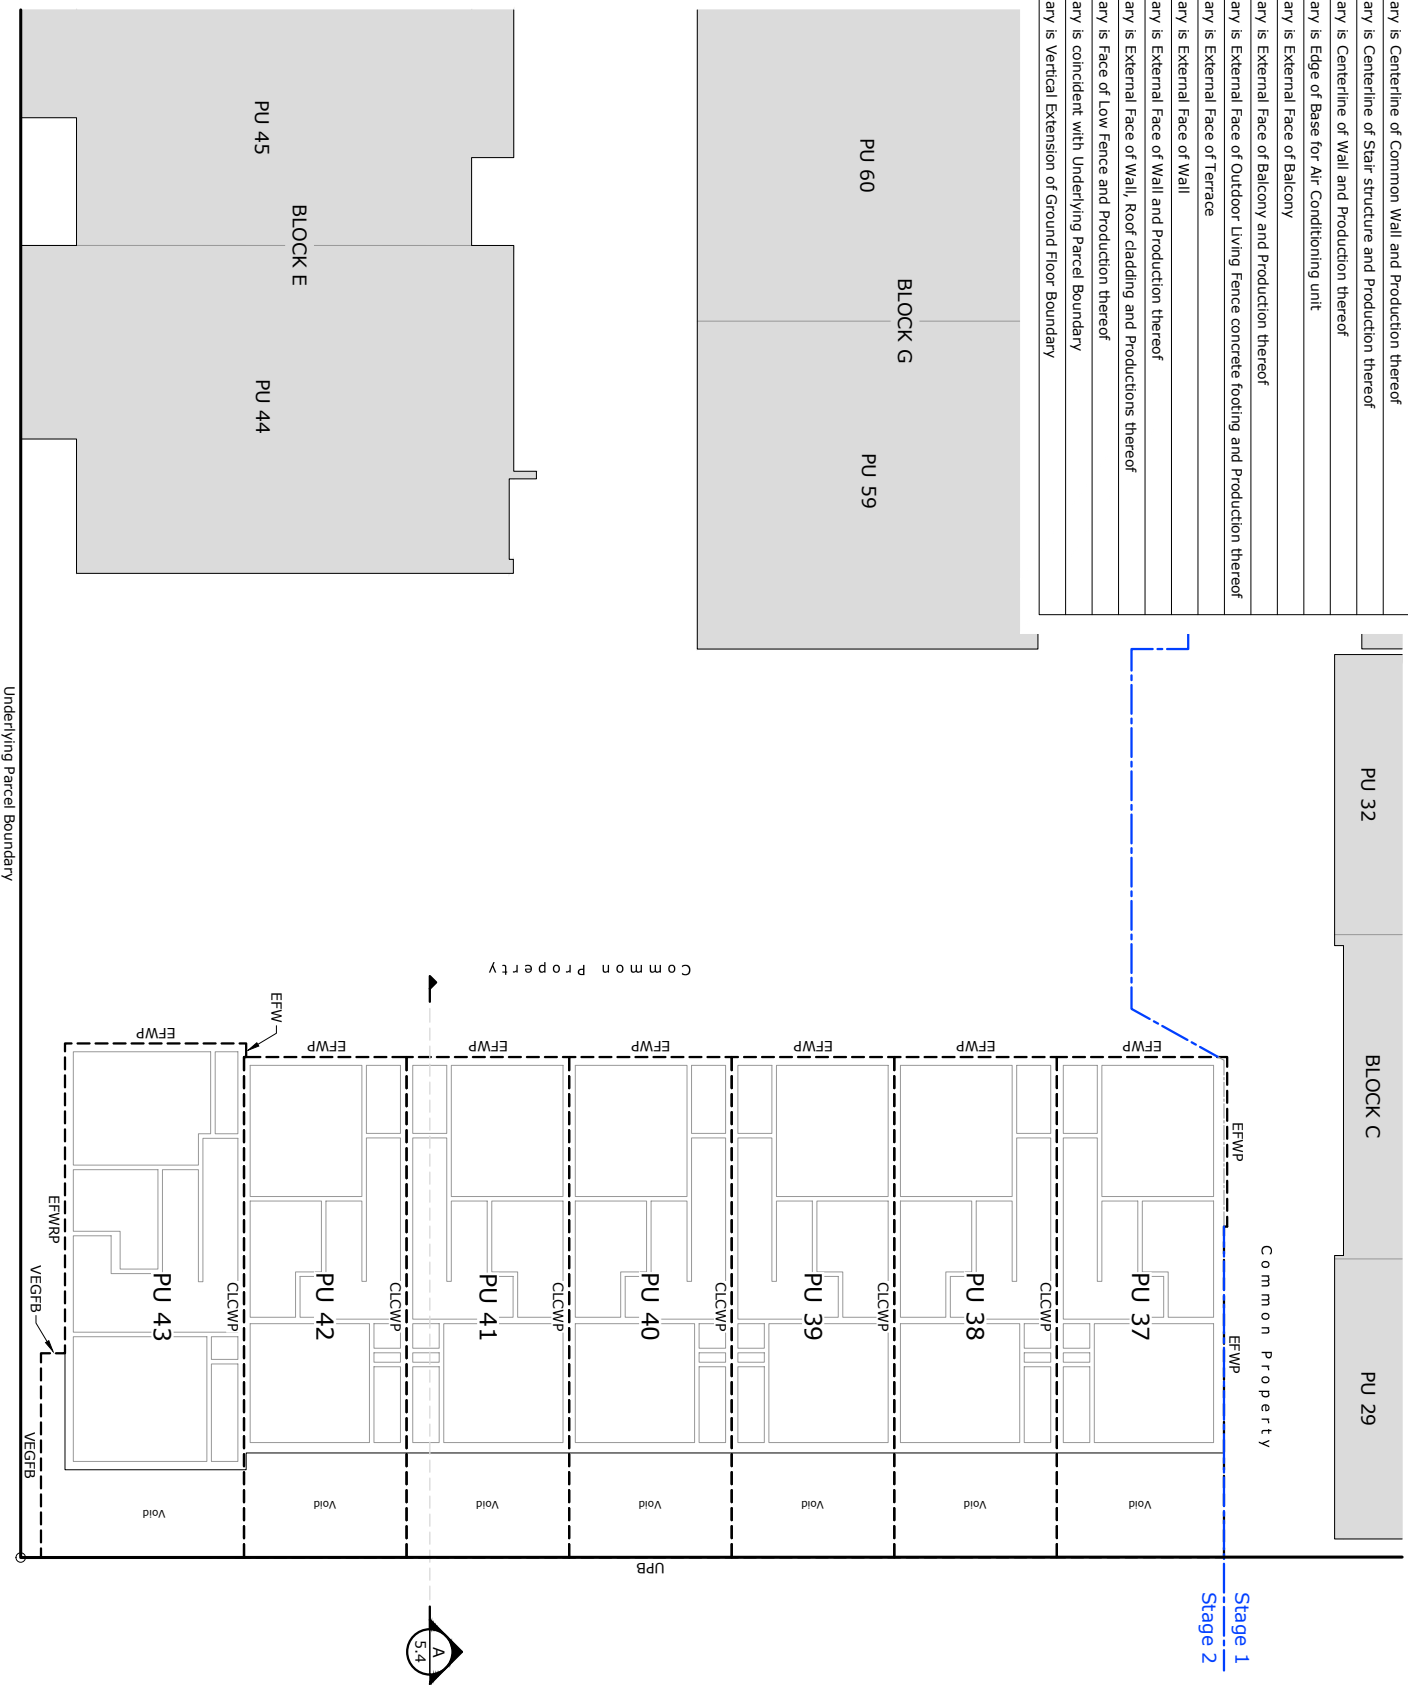 ary is Centerline of Common Wall and Production thereof
ary is Centerline of Stair structure and Production thereof
ary is Centerline of Wall and Production thereof
ary is Edge of Base for Air Conditioning unit
ary is External Face of Balcony
ary is External Face of Balcony and Production thereof
ary is External Face of Outdoor Living Fence concrete footing and Production thereof
ary is External Face of Terrace
ary is External Face of Wall
ary is External Face of Wall and Production thereof
ary is External Face of Wall, Roof cladding and Productions thereof
ary is Face of Low Fence and Production thereof
ary is coincident with Underlying Parcel Boundary
ary is Vertical Extension of Ground Floor Boundary
PU 32
BLOCK C
PU 29
PU 60
BLOCK G
PU 59
PU 45
BLOCK E
PU 44
Underlying Parcel Boundary
Common Property
Common Property
EFW
EFWP
EFWP
EFWP
EFWP
EFWP
EFWP
EFWP
EFWP
EFWP
EFWRP
VEGFB
VEGFB
CLCWP
CLCWP
CLCWP
CLCWP
CLCWP
CLCWP
PU 43
PU 42
PU 41
PU 40
PU 39
PU 38
PU 37
Void
Void
Void
Void
Void
Void
Void
UPB
Stage 1
Stage 2
A
5.4